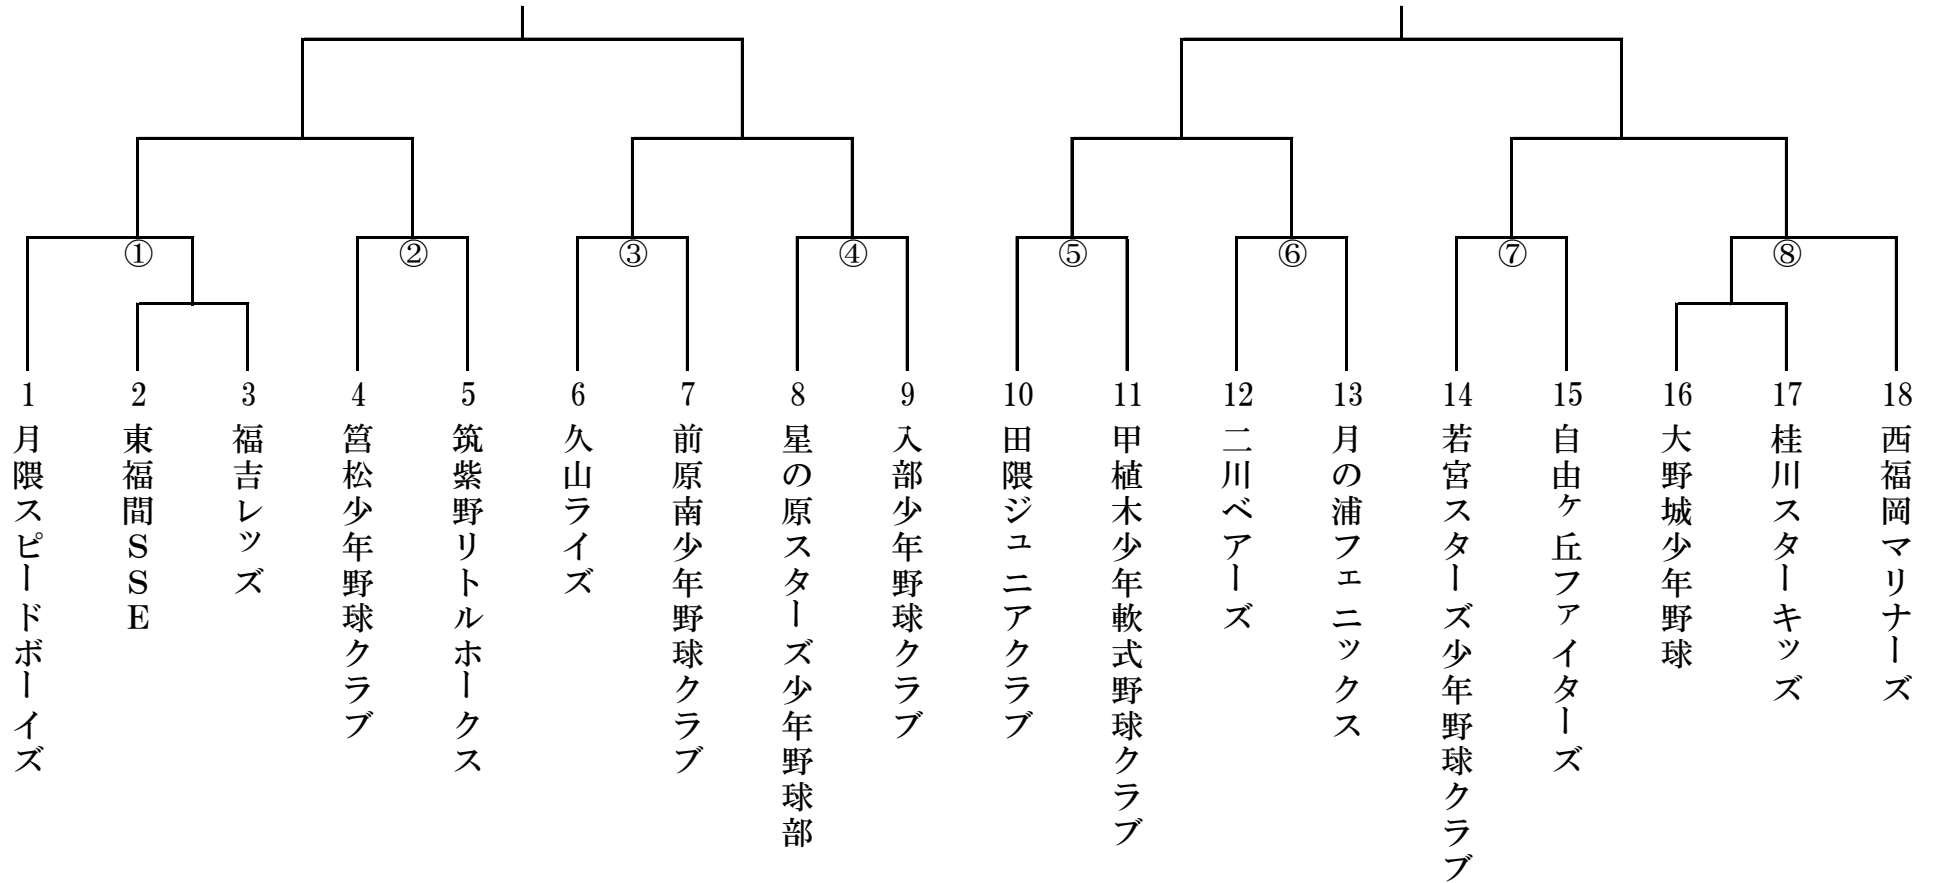 ①
②
③
④
⑤
⑥
⑦
⑧
1 月隈スピードボーイズ
2 東福間SSE
3 福吉レッズ
4 筥松少年野球クラブ
5 筑紫野リトルホークス
6 久山ライズ
7 前原南少年野球クラブ
8 星の原スターズ少年野球部
9 入部少年野球クラブ
10 田隈ジュニアクラブ
11 甲植木少年軟式野球クラブ
12 二川ベアーズ
13 月の浦フェニックス
14 若宮スターズ少年野球クラブ
15 自由ヶ丘ファイターズ
16 大野城少年野球
17 桂川スターキッズ
18 西福岡マリナーズ